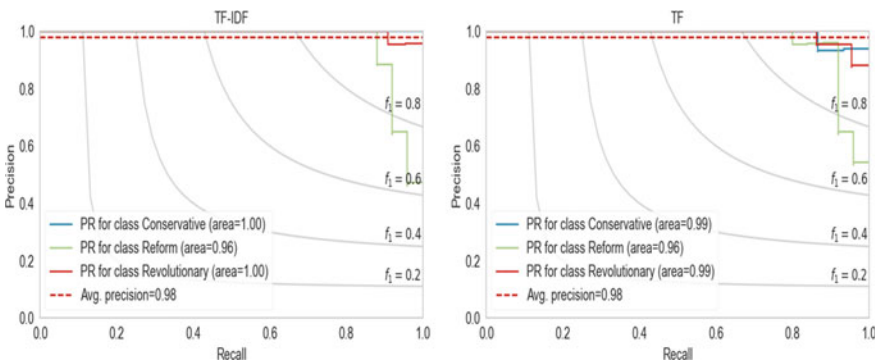 TF-IDF
1.0
0.8
0.6
0.4
0.2
0.0
Precision
f1 = 0.8
f1 = 0.6
f1 = 0.4
f1 = 0.2
PR for class Conservative (area=1.00)
PR for class Reform (area=0.96)
PR for class Revolutionary (area=1.00)
Avg. precision=0.98
0.0 0.2 0.4 0.6 0.8 1.0
Recall
TF
1.0
0.8
0.6
0.4
0.2
0.0
Precision
f1 = 0.8
f1 = 0.6
f1 = 0.4
f1 = 0.2
PR for class Conservative (area=0.99)
PR for class Reform (area=0.96)
PR for class Revolutionary (area=0.99)
Avg. precision=0.98
0.0 0.2 0.4 0.6 0.8 1.0
Recall